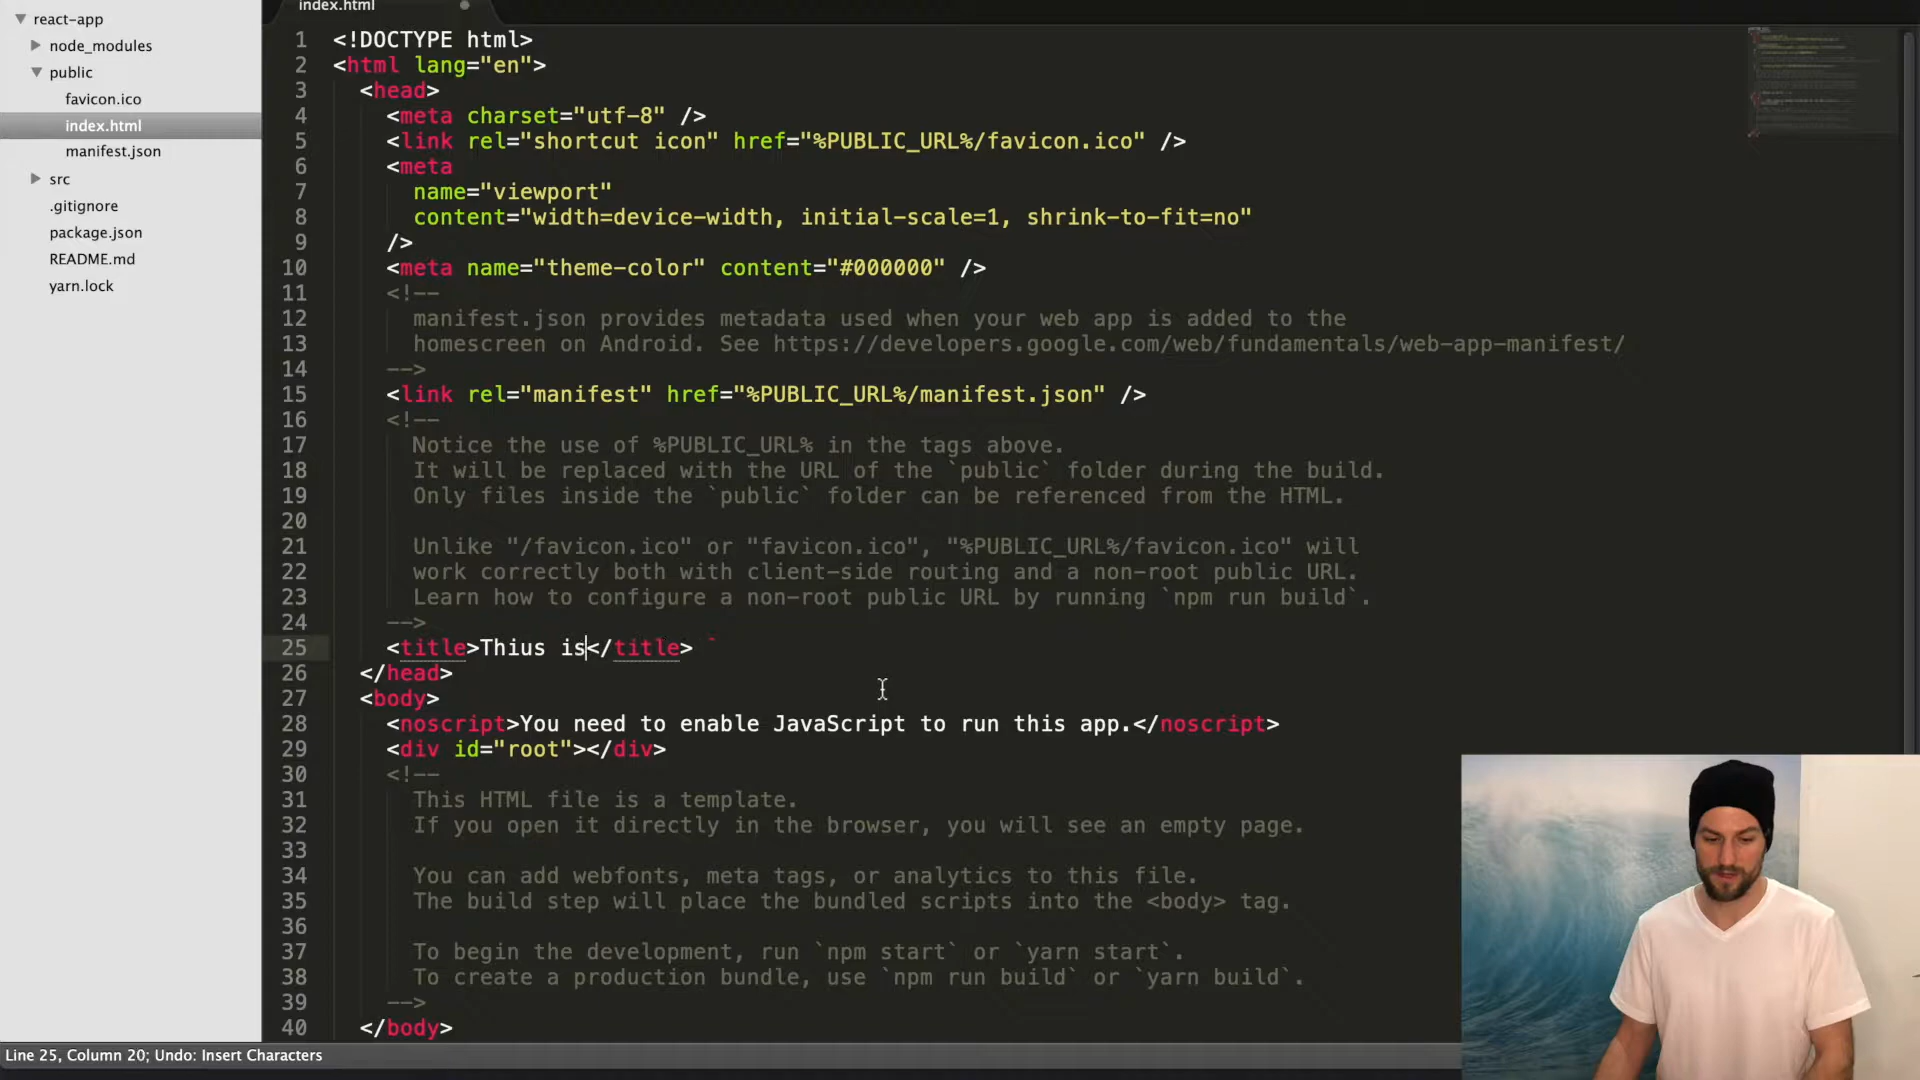 react-app
node_modules
public
favicon.ico
index.html
manifest.json
src
.gitignore
package.json
README.md
yarn.lock
index.html
1 <!DOCTYPE html>
2 <html lang="en">
3 <head>
4 <meta charset="utf-8" />
5 <link rel="shortcut icon" href="%PUBLIC_URL%/favicon.ico" />
6 <meta
7 name="viewport"
8 content="width=device-width, initial-scale=1, shrink-to-fit=no"
9 />
10 <meta name="theme-color" content="#000000" />
11 <!--
12 manifest.json provides metadata used when your web app is added to the
13 homescreen on Android. See https://developers.google.com/web/fundamentals/web-app-manifest/
14 -->
15 <link rel="manifest" href="%PUBLIC_URL%/manifest.json" />
16 <!--
17 Notice the use of %PUBLIC_URL% in the tags above.
18 It will be replaced with the URL of the `public` folder during the build.
19 Only files inside the `public` folder can be referenced from the HTML.
20
21 Unlike "/favicon.ico" or "favicon.ico", "%PUBLIC_URL%/favicon.ico" will
22 work correctly both with client-side routing and a non-root public URL.
23 Learn how to configure a non-root public URL by running `npm run build`.
24 -->
25 <title>Thius is</title> `
26 </head>
27 <body>
28 <noscript>You need to enable JavaScript to run this app.</noscript>
29 <div id="root"></div>
30 <!--
31 This HTML file is a template.
32 If you open it directly in the browser, you will see an empty page.
33
34 You can add webfonts, meta tags, or analytics to this file.
35 The build step will place the bundled scripts into the <body> tag.
36
37 To begin the development, run `npm start` or `yarn start`.
38 To create a production bundle, use `npm run build` or `yarn build`.
39 -->
40 </body>
Line 25, Column 20; Undo: Insert Characters